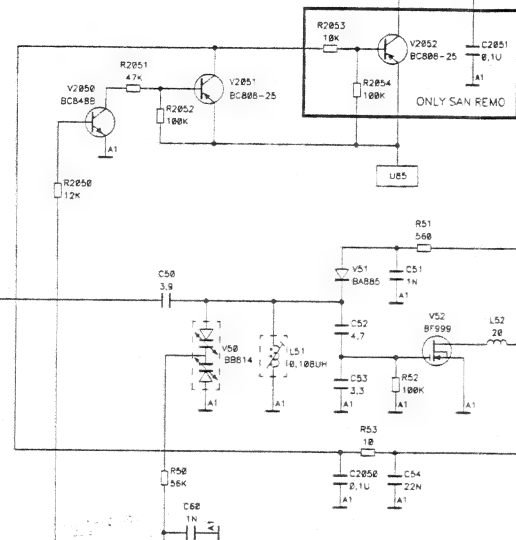 R2053
10K
V2052
BC808-25
C2051
0,1U
A1
R2051
47K
V2051
BC808-25
V2050
BC848B
R2052
100K
R2054
100K
ONLY SAN REMO
A1
U85
R2050
12K
R51
560
V51
BA885
C51
1N
A1
C50
3,9
V52
BF999
L52
20
C52
4,7
V50
BB814
L51
0,108UH
C53
3,3
R52
100K
A1
A1
A1
A1
A1
R53
10
R50
56K
C2050
0,1U
C54
22N
A1
A1
C60
1N
A1